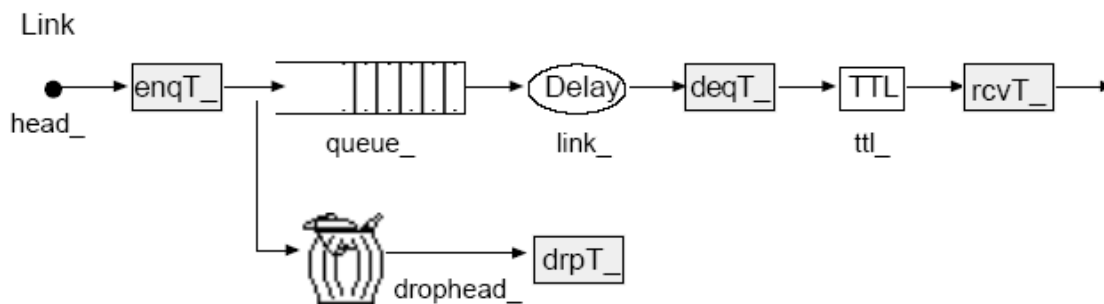 Link
head_
enqT_
queue_
Delay
link_
deqT_
TTL
ttl_
rcvT_
drophead_
drpT_